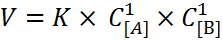 V = K × C¹[A] × C¹[B]